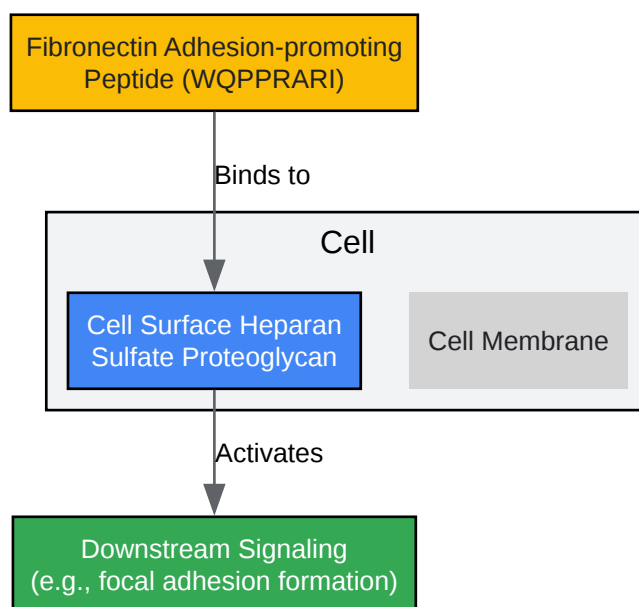 Fibronectin Adhesion-promoting
Peptide (WQPPRARI)
Binds to
Cell
Cell Surface Heparan
Sulfate Proteoglycan
Cell Membrane
Activates
Downstream Signaling
(e.g., focal adhesion formation)